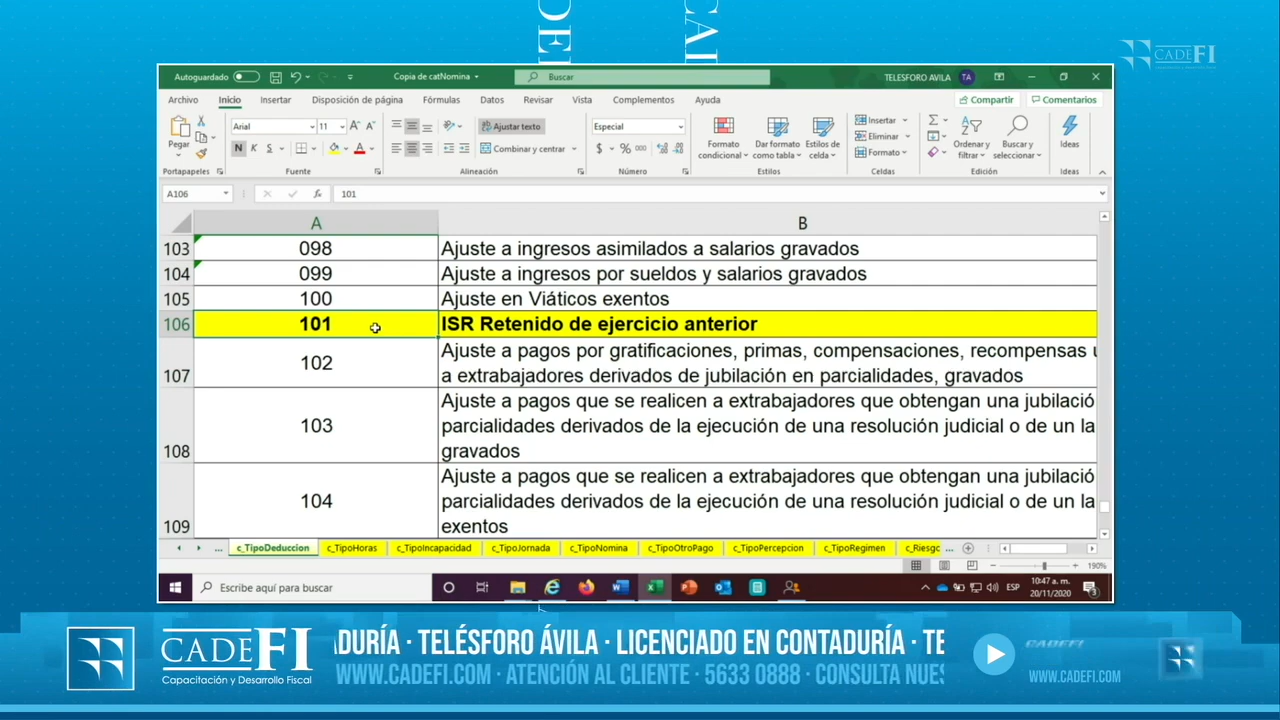 DEI
CAI
CADEFI
Autoguardado
Copia de catNomina
Buscar
TELESFORO AVILA
TA
Archivo
Inicio
Insertar
Disposición de página
Fórmulas
Datos
Revisar
Vista
Complementos
Ayuda
Compartir
Comentarios
Pegar
Arial
11
N K S
Ajustar texto
Combinar y centrar
Especial
$ % 000
Formato condicional
Dar formato como tabla
Estilos de celda
Insertar
Eliminar
Formato
Ordenar y filtrar
Buscar y seleccionar
Ideas
Portapapeles
Fuente
Alineación
Número
Estilos
Celdas
Edición
Ideas
A106
fx
101
A
B
103 098 Ajuste a ingresos asimilados a salarios gravados
104 099 Ajuste a ingresos por sueldos y salarios gravados
105 100 Ajuste en Viáticos exentos
106 101 ISR Retenido de ejercicio anterior
107 102 Ajuste a pagos por gratificaciones, primas, compensaciones, recompensas
a extrabajadores derivados de jubilación en parcialidades, gravados
108 103 Ajuste a pagos que se realicen a extrabajadores que obtengan una jubilació
parcialidades derivados de la ejecución de una resolución judicial o de un la
gravados
109 104 Ajuste a pagos que se realicen a extrabajadores que obtengan una jubilació
parcialidades derivados de la ejecución de una resolución judicial o de un la
exentos
...
c_TipoDeduccion
c_TipoHoras
c_TipoIncapacidad
c_TipoJornada
c_TipoNomina
c_TipoOtroPago
c_TipoPercepcion
c_TipoRegimen
c_Riesgo
...
190%
Escribe aquí para buscar
ESP
10:47 a. m.
20/11/2020
3
CADEFI
Capacitación y Desarrollo Fiscal
ADURÍA · TELÉSFORO ÁVILA · LICENCIADO EN CONTADURÍA · TE
WWW.CADEFI.COM · ATENCIÓN AL CLIENTE · 5633 0888 · CONSULTA NUES
CADEFI
WWW.CADEFI.COM